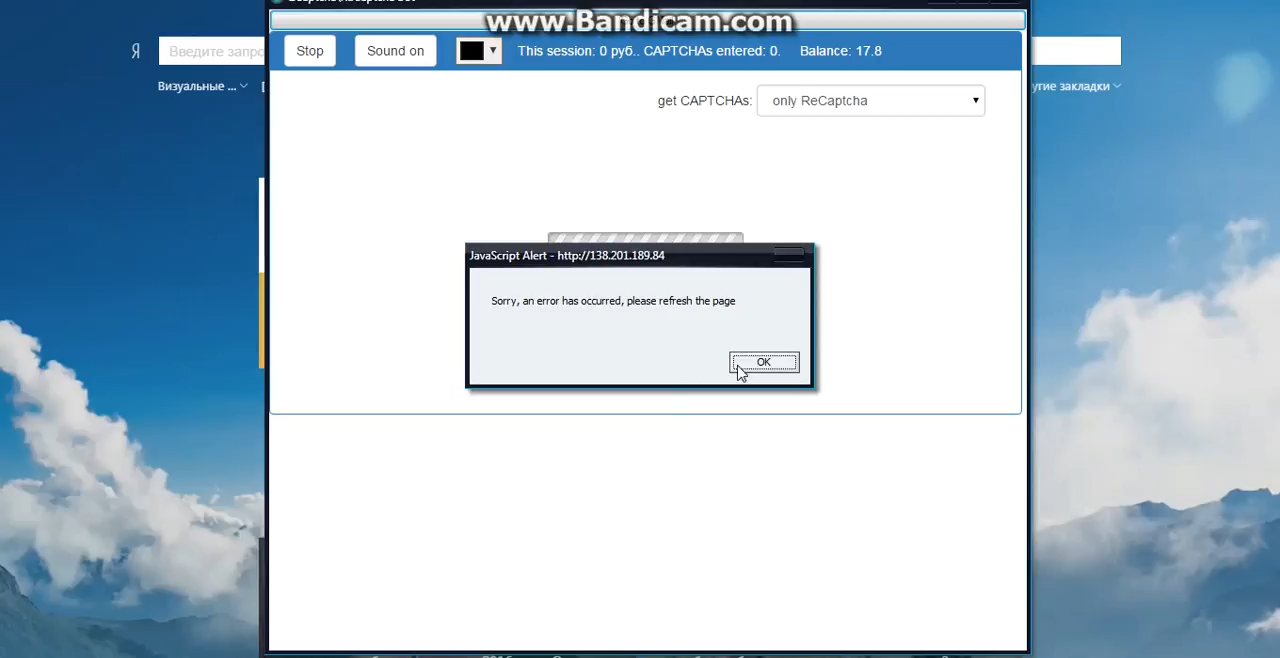 www.Bandicam.com
Я
Введите запро
Stop
Sound on
This session: 0 руб.. CAPTCHAs entered: 0.
Balance: 17.8
Визуальные ...
get CAPTCHAs:
only ReCaptcha
JavaScript Alert - http://138.201.189.84
Sorry, an error has occurred, please refresh the page
OK